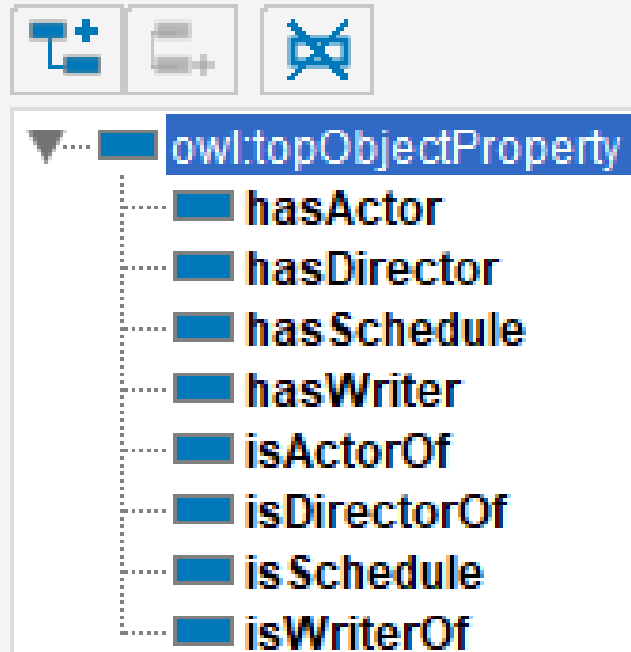 owl:topObjectProperty
hasActor
hasDirector
hasSchedule
hasWriter
isActorOf
isDirectorOf
isSchedule
isWriterOf